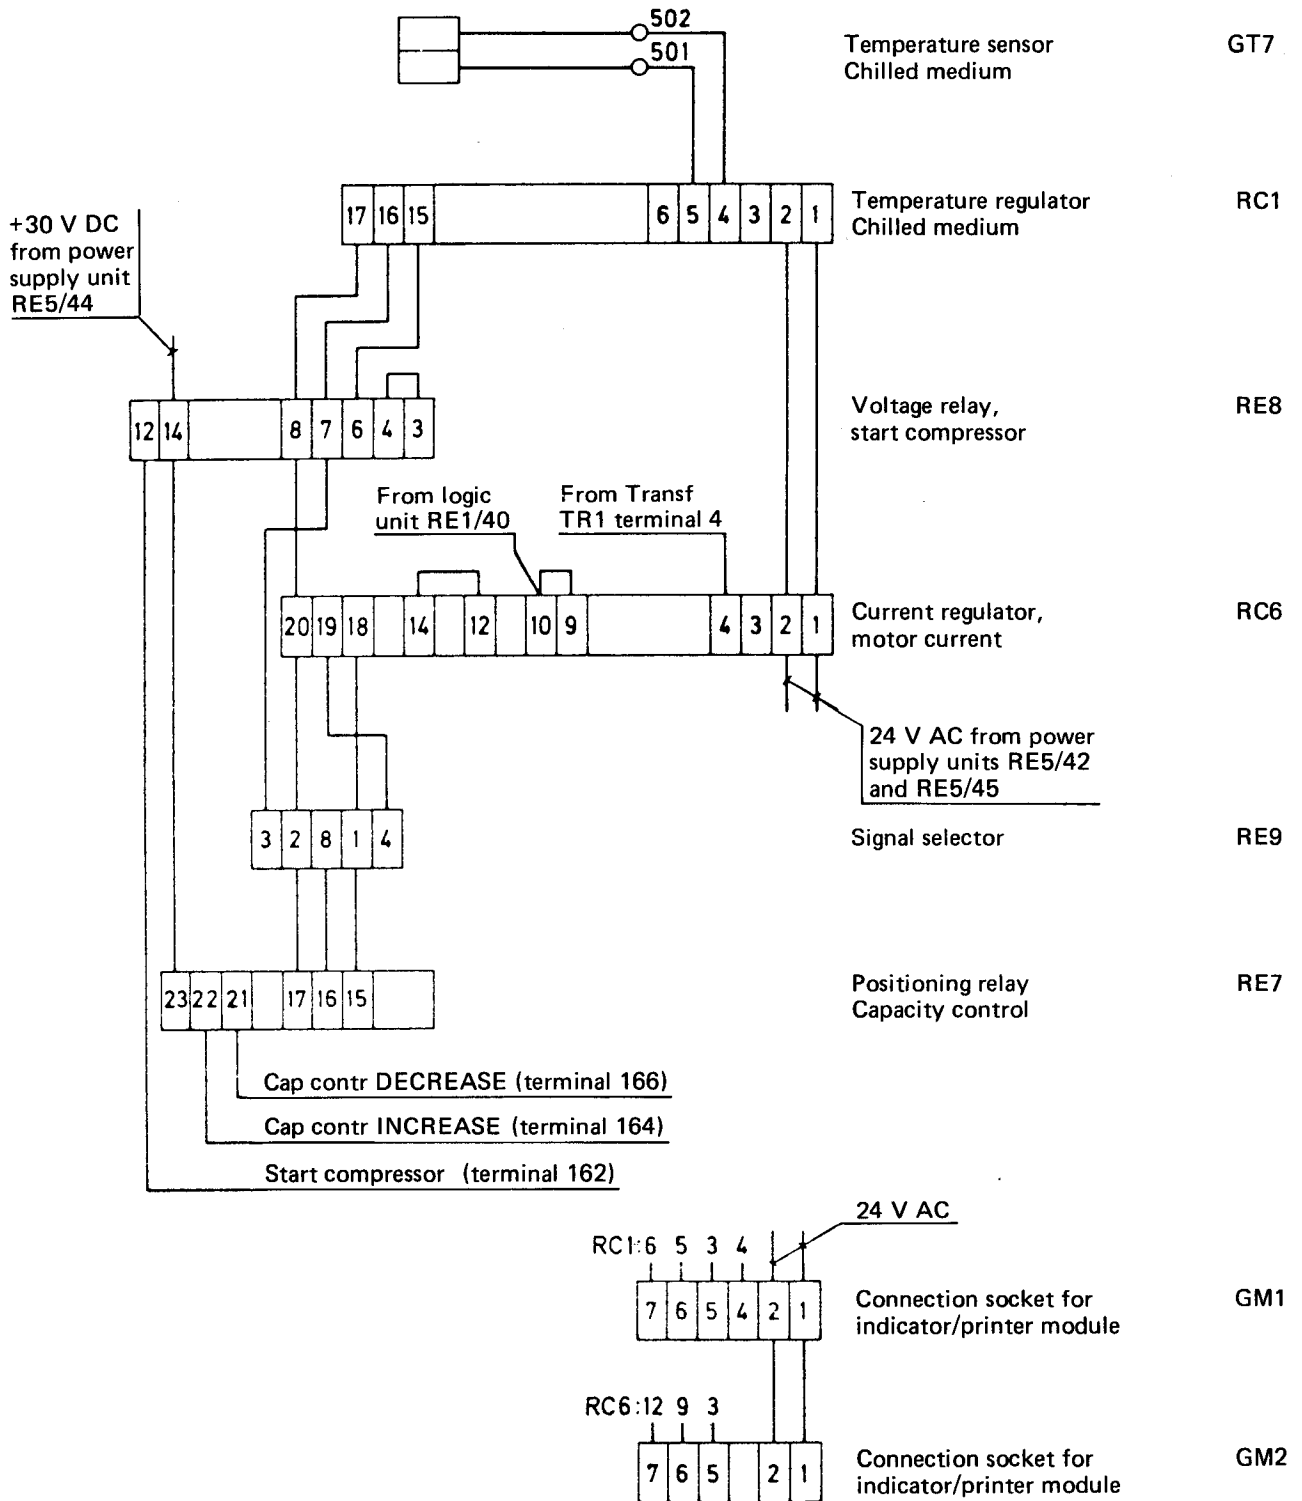 502
501
Temperature sensor GT7
Chilled medium
17 16 15 6 5 4 3 2 1
Temperature regulator RC1
Chilled medium
+30 V DC
from power
supply unit
RE5/44
12 14 8 7 6 4 3
Voltage relay, RE8
start compressor
From logic
unit RE1/40
From Transf
TR1 terminal 4
20 19 18 14 12 10 9 4 3 2 1
Current regulator, RC6
motor current
24 V AC from power
supply units RE5/42
and RE5/45
3 2 8 1 4
Signal selector RE9
23 22 21 17 16 15
Positioning relay RE7
Capacity control
Cap contr DECREASE (terminal 166)
Cap contr INCREASE (terminal 164)
Start compressor (terminal 162)
24 V AC
RC1:6 5 3 4
7 6 5 4 2 1
Connection socket for GM1
indicator/printer module
RC6:12 9 3
7 6 5 2 1
Connection socket for GM2
indicator/printer module